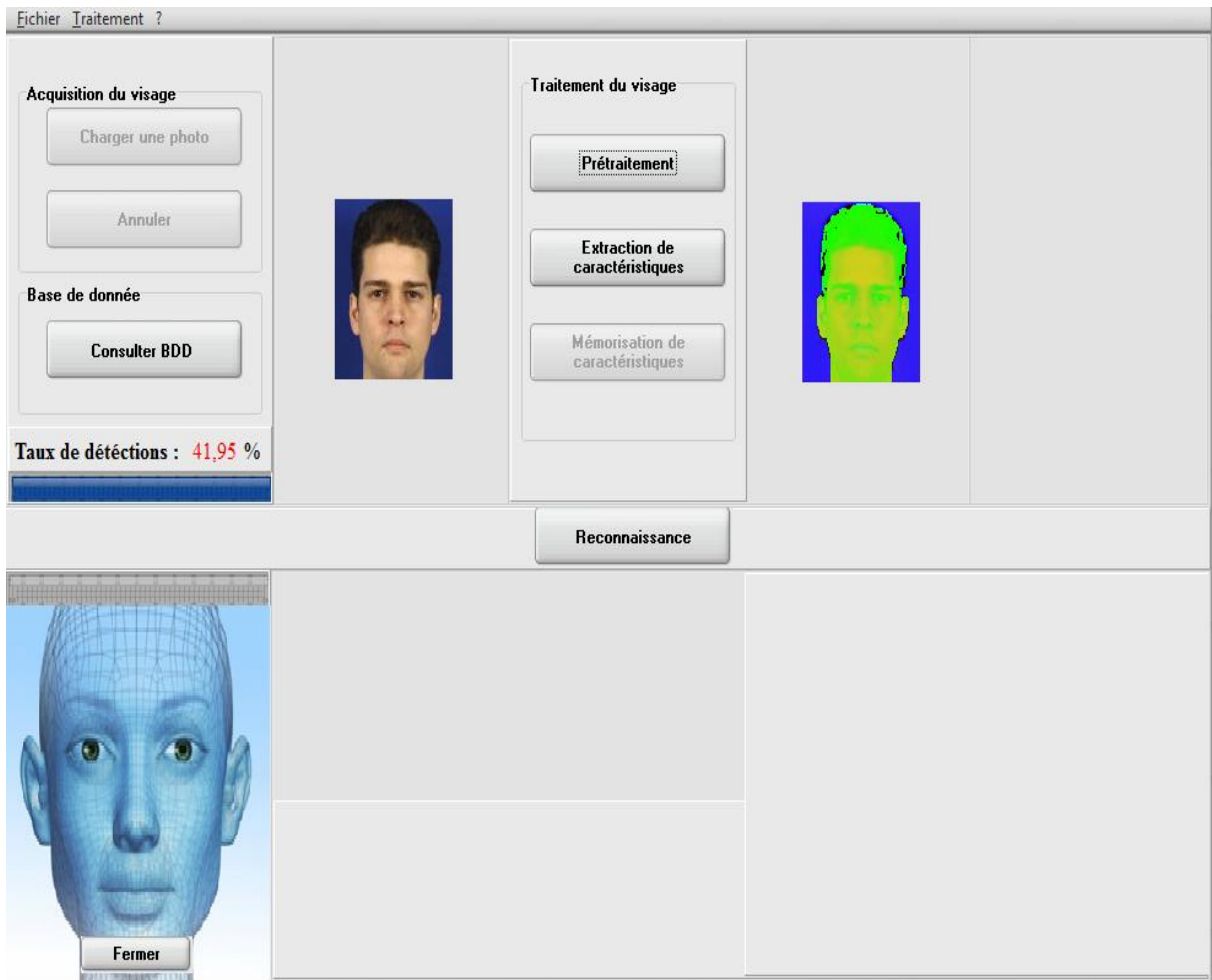 Fichier Traitement ?
Acquisition du visage
Charger une photo
Annuler
Base de donnée
Consulter BDD
Taux de détéctions : 41,95 %
Traitement du visage
Prétraitement
Extraction de
caractéristiques
Mémorisation de
caractéristiques
Reconnaissance
Fermer